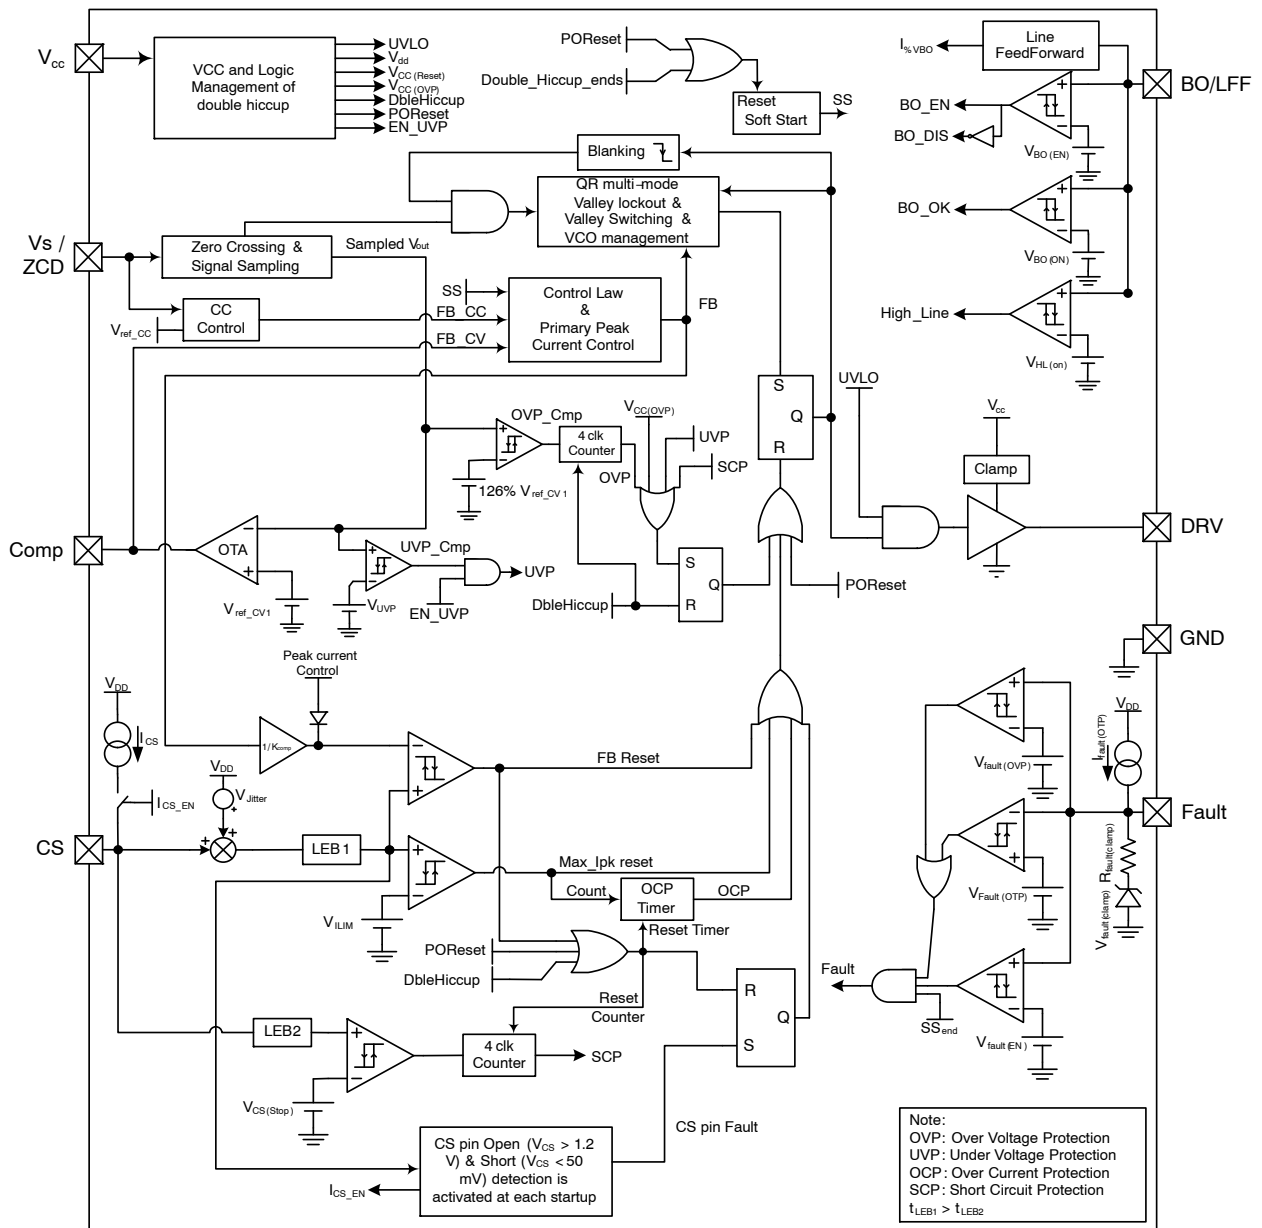 Vcc
VCC and Logic
Management of
double hiccup
UVLO
Vdd
VCC (Reset)
VCC (OVP)
DbleHiccup
POReset
EN_UVP
POReset
Double_Hiccup_ends
Reset
Soft Start
SS
I%VBO
Line
FeedForward
BO/LFF
+
−
BO_EN
BO_DIS
VBO (EN)
+
−
BO_OK
VBO (ON)
+
−
High_Line
VHL (on)
Blanking
QR multi−mode
Valley lockout &
Valley Switching &
VCO management
Vs /
ZCD
Zero Crossing &
Signal Sampling
Sampled Vout
CC
Control
Vref_CC
SS
FB_CC
FB_CV
Control Law
&
Primary Peak
Current Control
FB
S
Q
R
UVLO
Vcc
Clamp
OVP_Cmp
+
−
126% Vref_CV1
4 clk
Counter
OVP
VCC(OVP)
UVP
SCP
DRV
Comp
OTA
−
+
Vref_CV1
UVP_Cmp
+
−
VUVP
EN_UVP
UVP
S
Q
R
DbleHiccup
POReset
GND
Peak current
Control
VDD
ICS
ICS_EN
1/Kcomp
VDD
VJitter
+
+
+
CS
LEB1
−
+
FB Reset
+
−
VILIM
Max_Ipk reset
Count
OCP
Timer
OCP
Reset Timer
POReset
DbleHiccup
Reset
Counter
LEB2
+
−
VCS(Stop)
4 clk
Counter
SCP
R
Q
S
CS pin Fault
CS pin Open (VCS > 1.2
V) & Short (VCS < 50
mV) detection is
activated at each startup
ICS_EN
+
−
Vfault(OVP)
VDD
Ifault(OTP)
Fault
−
+
VFault(OTP)
Rfault(clamp)
Vfault(clamp)
+
−
Vfault(EN)
Fault
SSend
Note:
OVP: Over Voltage Protection
UVP: Under Voltage Protection
OCP: Over Current Protection
SCP: Short Circuit Protection
tLEB1 > tLEB2